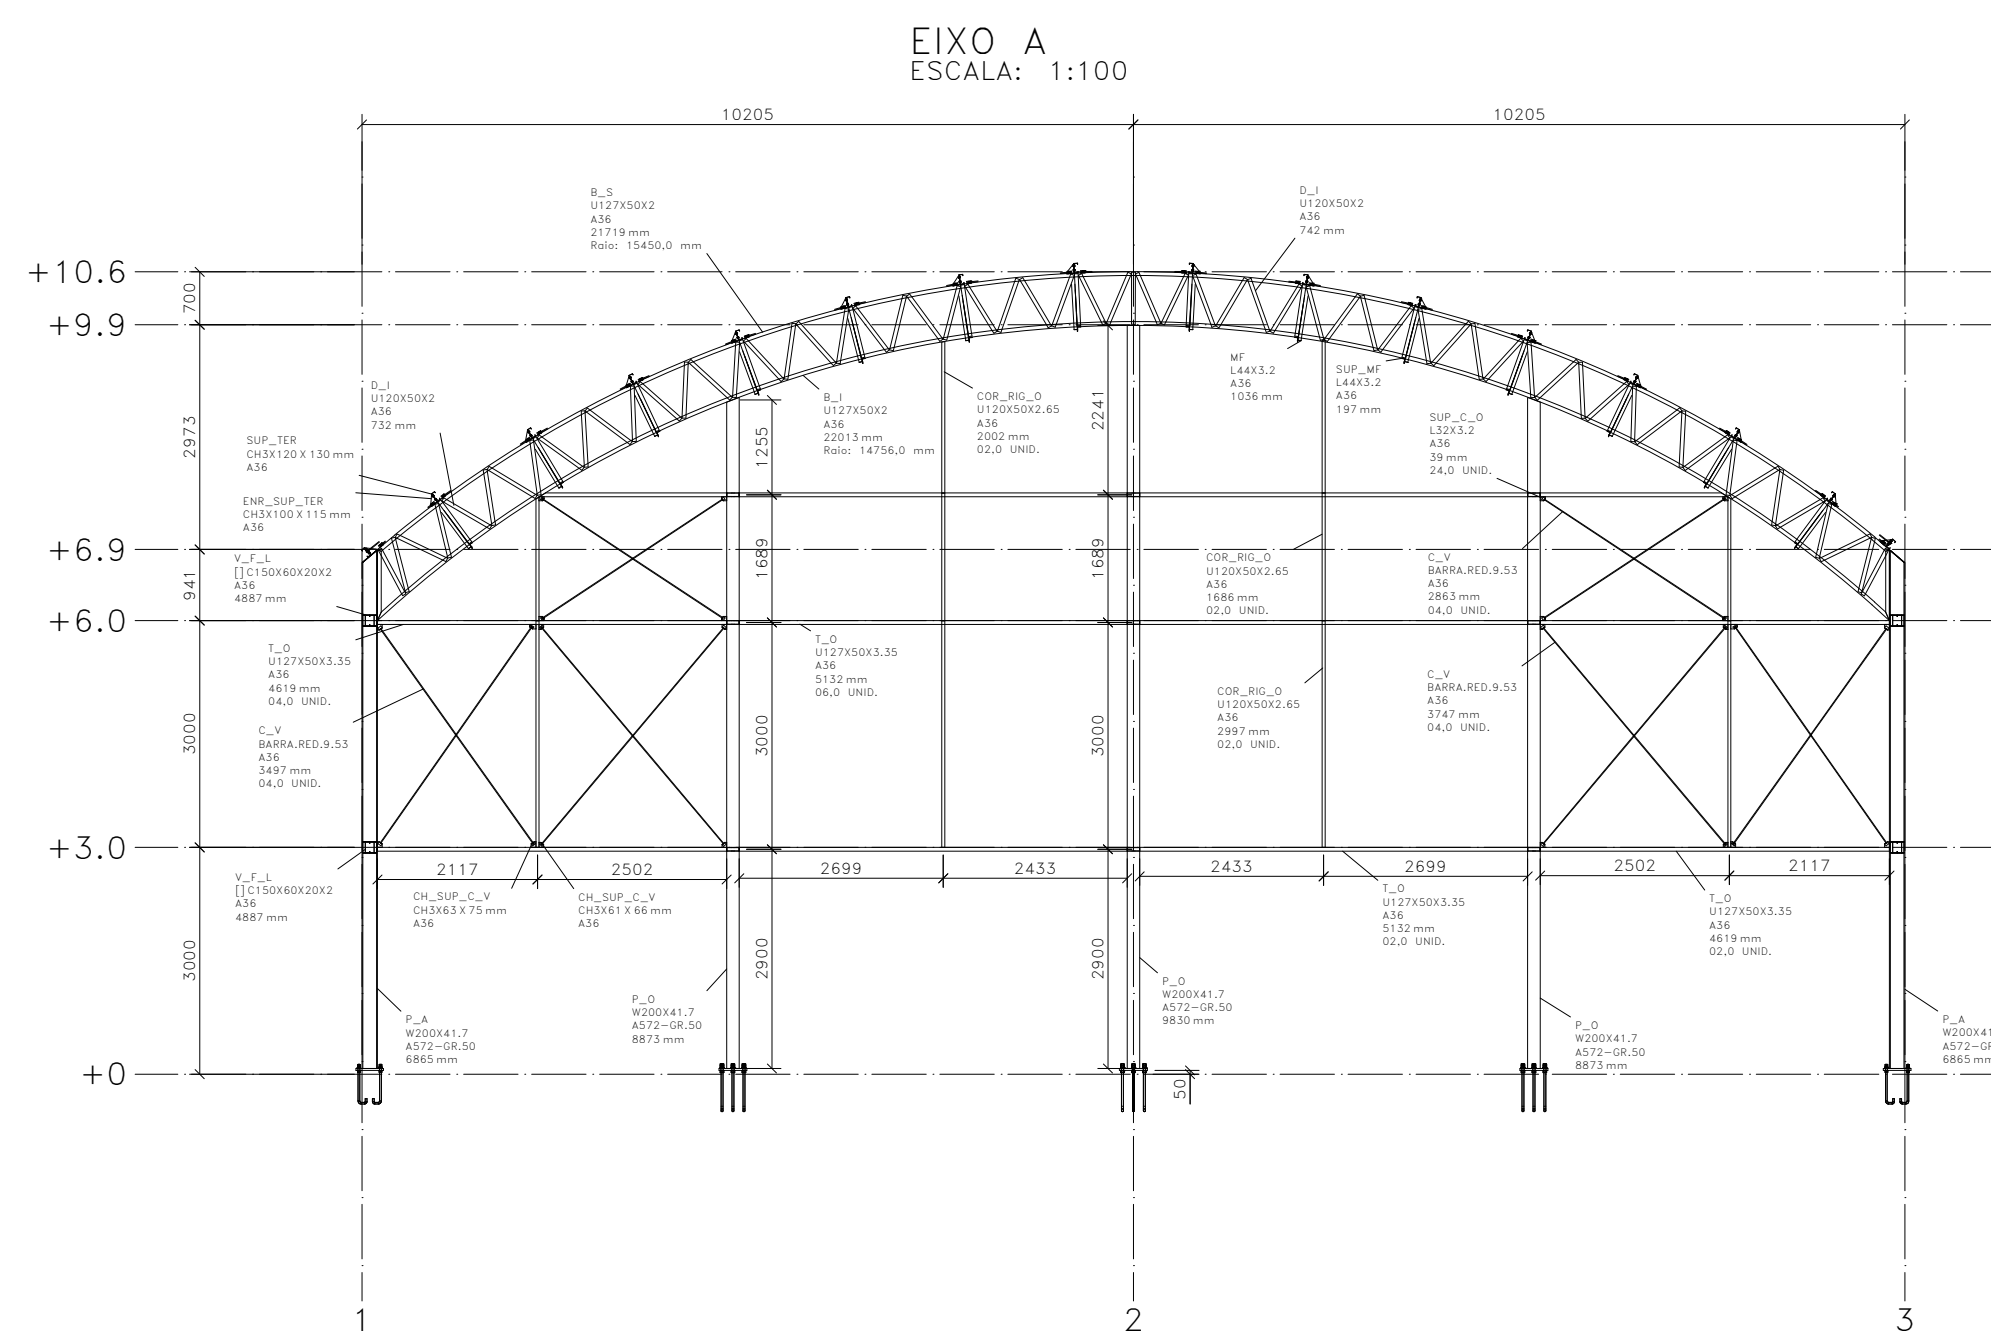 EIXO A
ESCALA: 1:100
10205
10205
B_S
U127X50X2
A36
21719 mm
Raio: 15450,0 mm
D_I
U120X50X2
A36
742 mm
+10.6
700
+9.9
2973
+6.9
941
+6.0
3000
+3.0
3000
+0
D_I
U120X50X2
A36
732 mm
SUP_TER
CH3X120 X 130 mm
A36
ENR_SUP_TER
CH3X100 X 115 mm
A36
V_F_L
[]C150X60X20X2
A36
4887 mm
T_O
U127X50X3.35
A36
4619 mm
04,0 UNID.
C_V
BARRA.RED.9.53
A36
3497 mm
04,0 UNID.
V_F_L
[]C150X60X20X2
A36
4887 mm
B_I
U127X50X2
A36
22013 mm
Raio: 14756,0 mm
COR_RIG_O
U120X50X2.65
A36
2002 mm
02,0 UNID.
MF
L44X3.2
A36
1036 mm
SUP_MF
L44X3.2
A36
197 mm
SUP_C_O
L32X3.2
A36
39 mm
24,0 UNID.
1255
1689
3000
2900
2241
1689
3000
2900
50
COR_RIG_O
U120X50X2.65
A36
1686 mm
02,0 UNID.
C_V
BARRA.RED.9.53
A36
2863 mm
04,0 UNID.
T_O
U127X50X3.35
A36
5132 mm
06,0 UNID.
COR_RIG_O
U120X50X2.65
A36
2997 mm
02,0 UNID.
C_V
BARRA.RED.9.53
A36
3747 mm
04,0 UNID.
2117
2502
2699
2433
2433
2699
2502
2117
CH_SUP_C_V
CH3X63 X 75 mm
A36
CH_SUP_C_V
CH3X61 X 66 mm
A36
T_O
U127X50X3.35
A36
5132 mm
02,0 UNID.
T_O
U127X50X3.35
A36
4619 mm
02,0 UNID.
P_A
W200X41.7
A572-GR.50
6865 mm
P_O
W200X41.7
A572-GR.50
8873 mm
P_O
W200X41.7
A572-GR.50
9830 mm
P_O
W200X41.7
A572-GR.50
8873 mm
P_A
W200X41
A572-GR
6865 mm
1
2
3